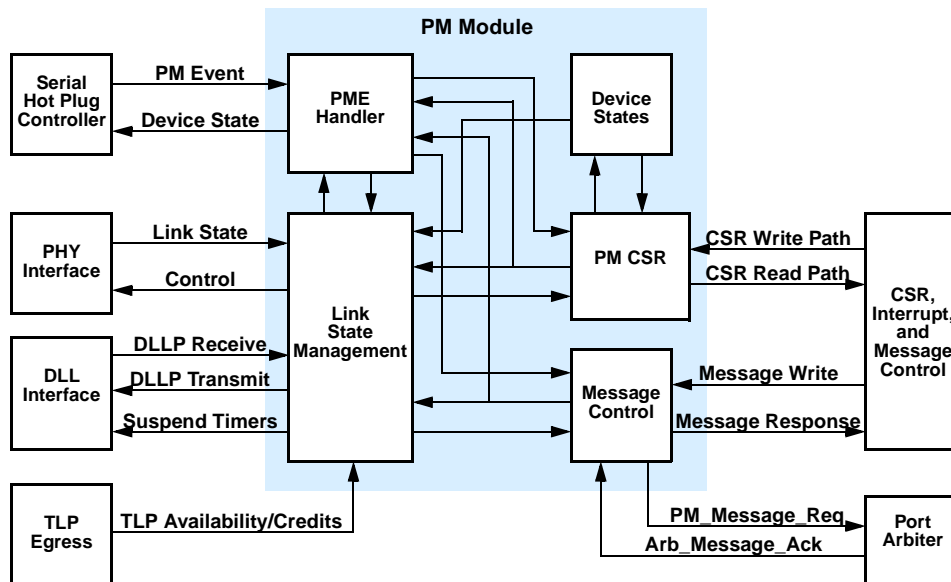 PM Module
Serial
Hot Plug
Controller
PM Event
Device State
PME
Handler
Device
States
PHY
Interface
Link State
Control
Link
State
Management
PM CSR
CSR Write Path
CSR Read Path
CSR,
Interrupt,
and
Message
Control
DLL
Interface
DLLP Receive
DLLP Transmit
Suspend Timers
Message
Control
Message Write
Message Response
TLP
Egress
TLP Availability/Credits
PM_Message_Req
Arb_Message_Ack
Port
Arbiter